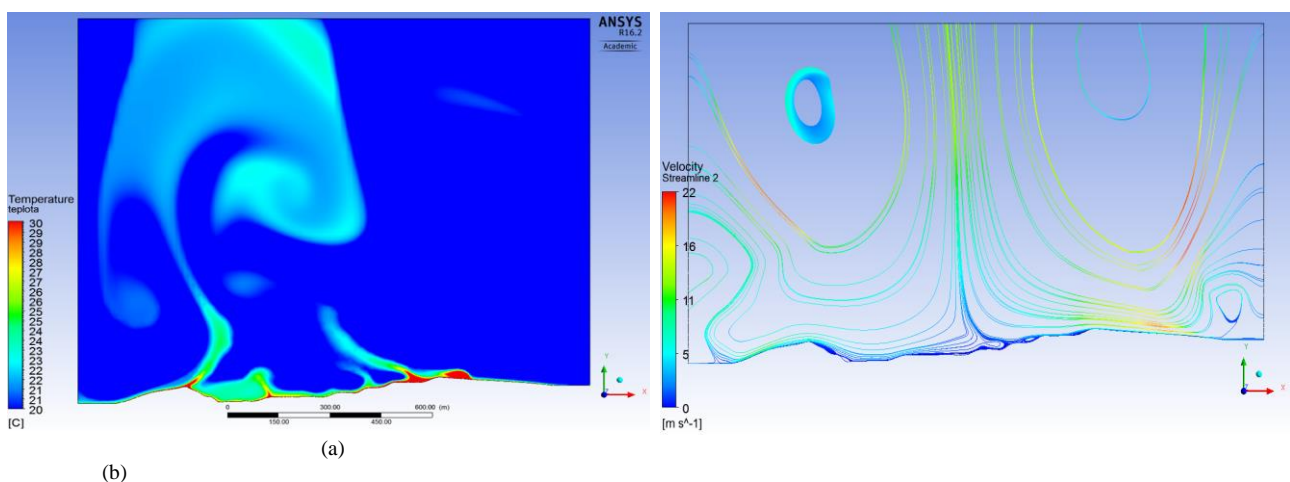 ANSYS
R16.2
Academic
Temperature
teplota
30
29
29
28
27
26
26
25
24
24
23
22
21
21
20
[C]
0
300.00
600.00 (m)
150.00
450.00
Y
Z
X
Velocity
Streamline 2
22
16
11
5
0
[m s^-1]
Y
Z
X
(a)
(b)